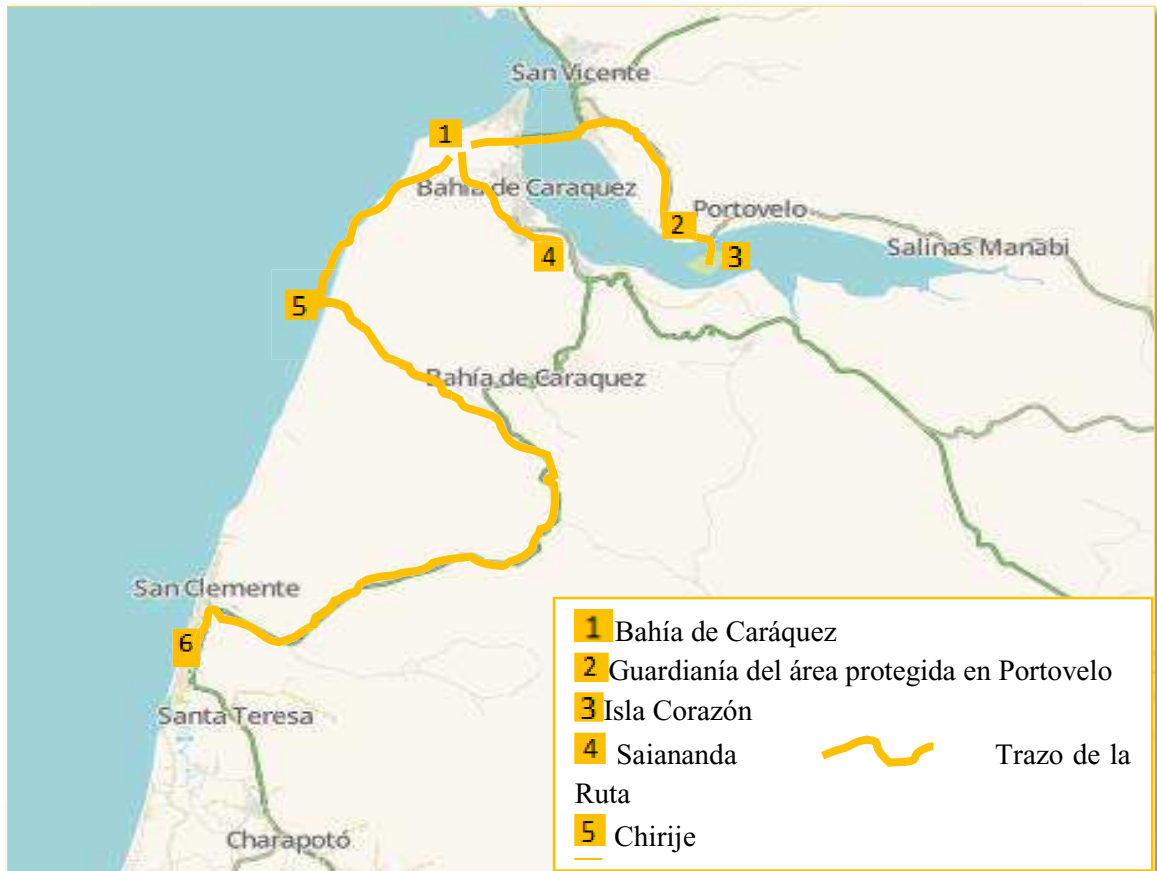 San Vicente
1
Bahía de Caraquez
2
Portovelo
4
3
Salinas Manabi
5
Bahía de Caraquez
San Clemente
6
Santa Teresa
Charapotó
1 Bahía de Caráquez
2 Guardianía del área protegida en Portovelo
3 Isla Corazón
4 Saiananda Trazo de la
Ruta
5 Chirije